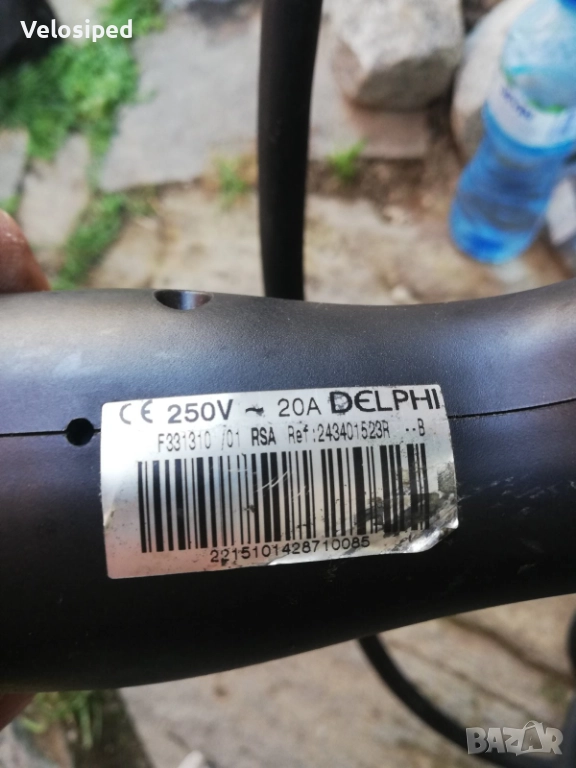 Velosiped
CE 250V ~ 20A DELPHI
F331310 /01 RSA Ref:243401523R --B
2215101428710085
BAZAR